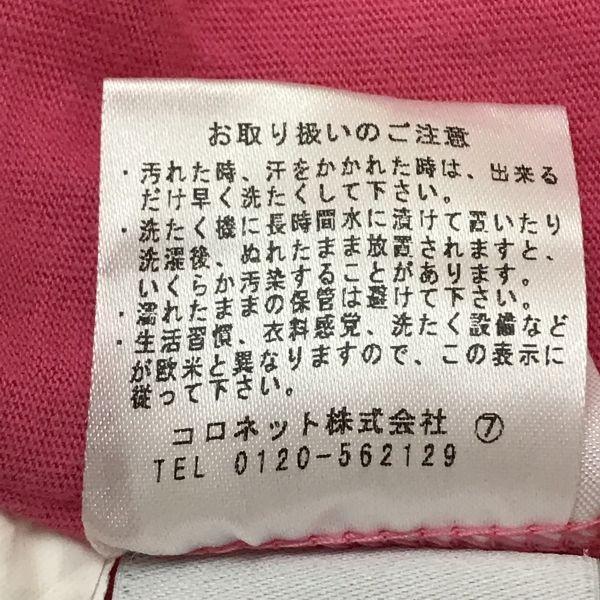 お取り扱いのご注意
・汚れた時、汗をかかれた時は、出来る
だけ早く洗たくして下さい。
・洗たく機に長時間水に漬けて置いたり
洗濯後、ぬれたまま放置されますと、
いくらか汚染することがあります。
・濡れたままの保管は避けて下さい。
・生活習慣、衣料感覚、洗たく設備など
が欧米と異なりますので、この表示に
従って下さい。
コロネット株式会社 ⑦
TEL 0120-562129